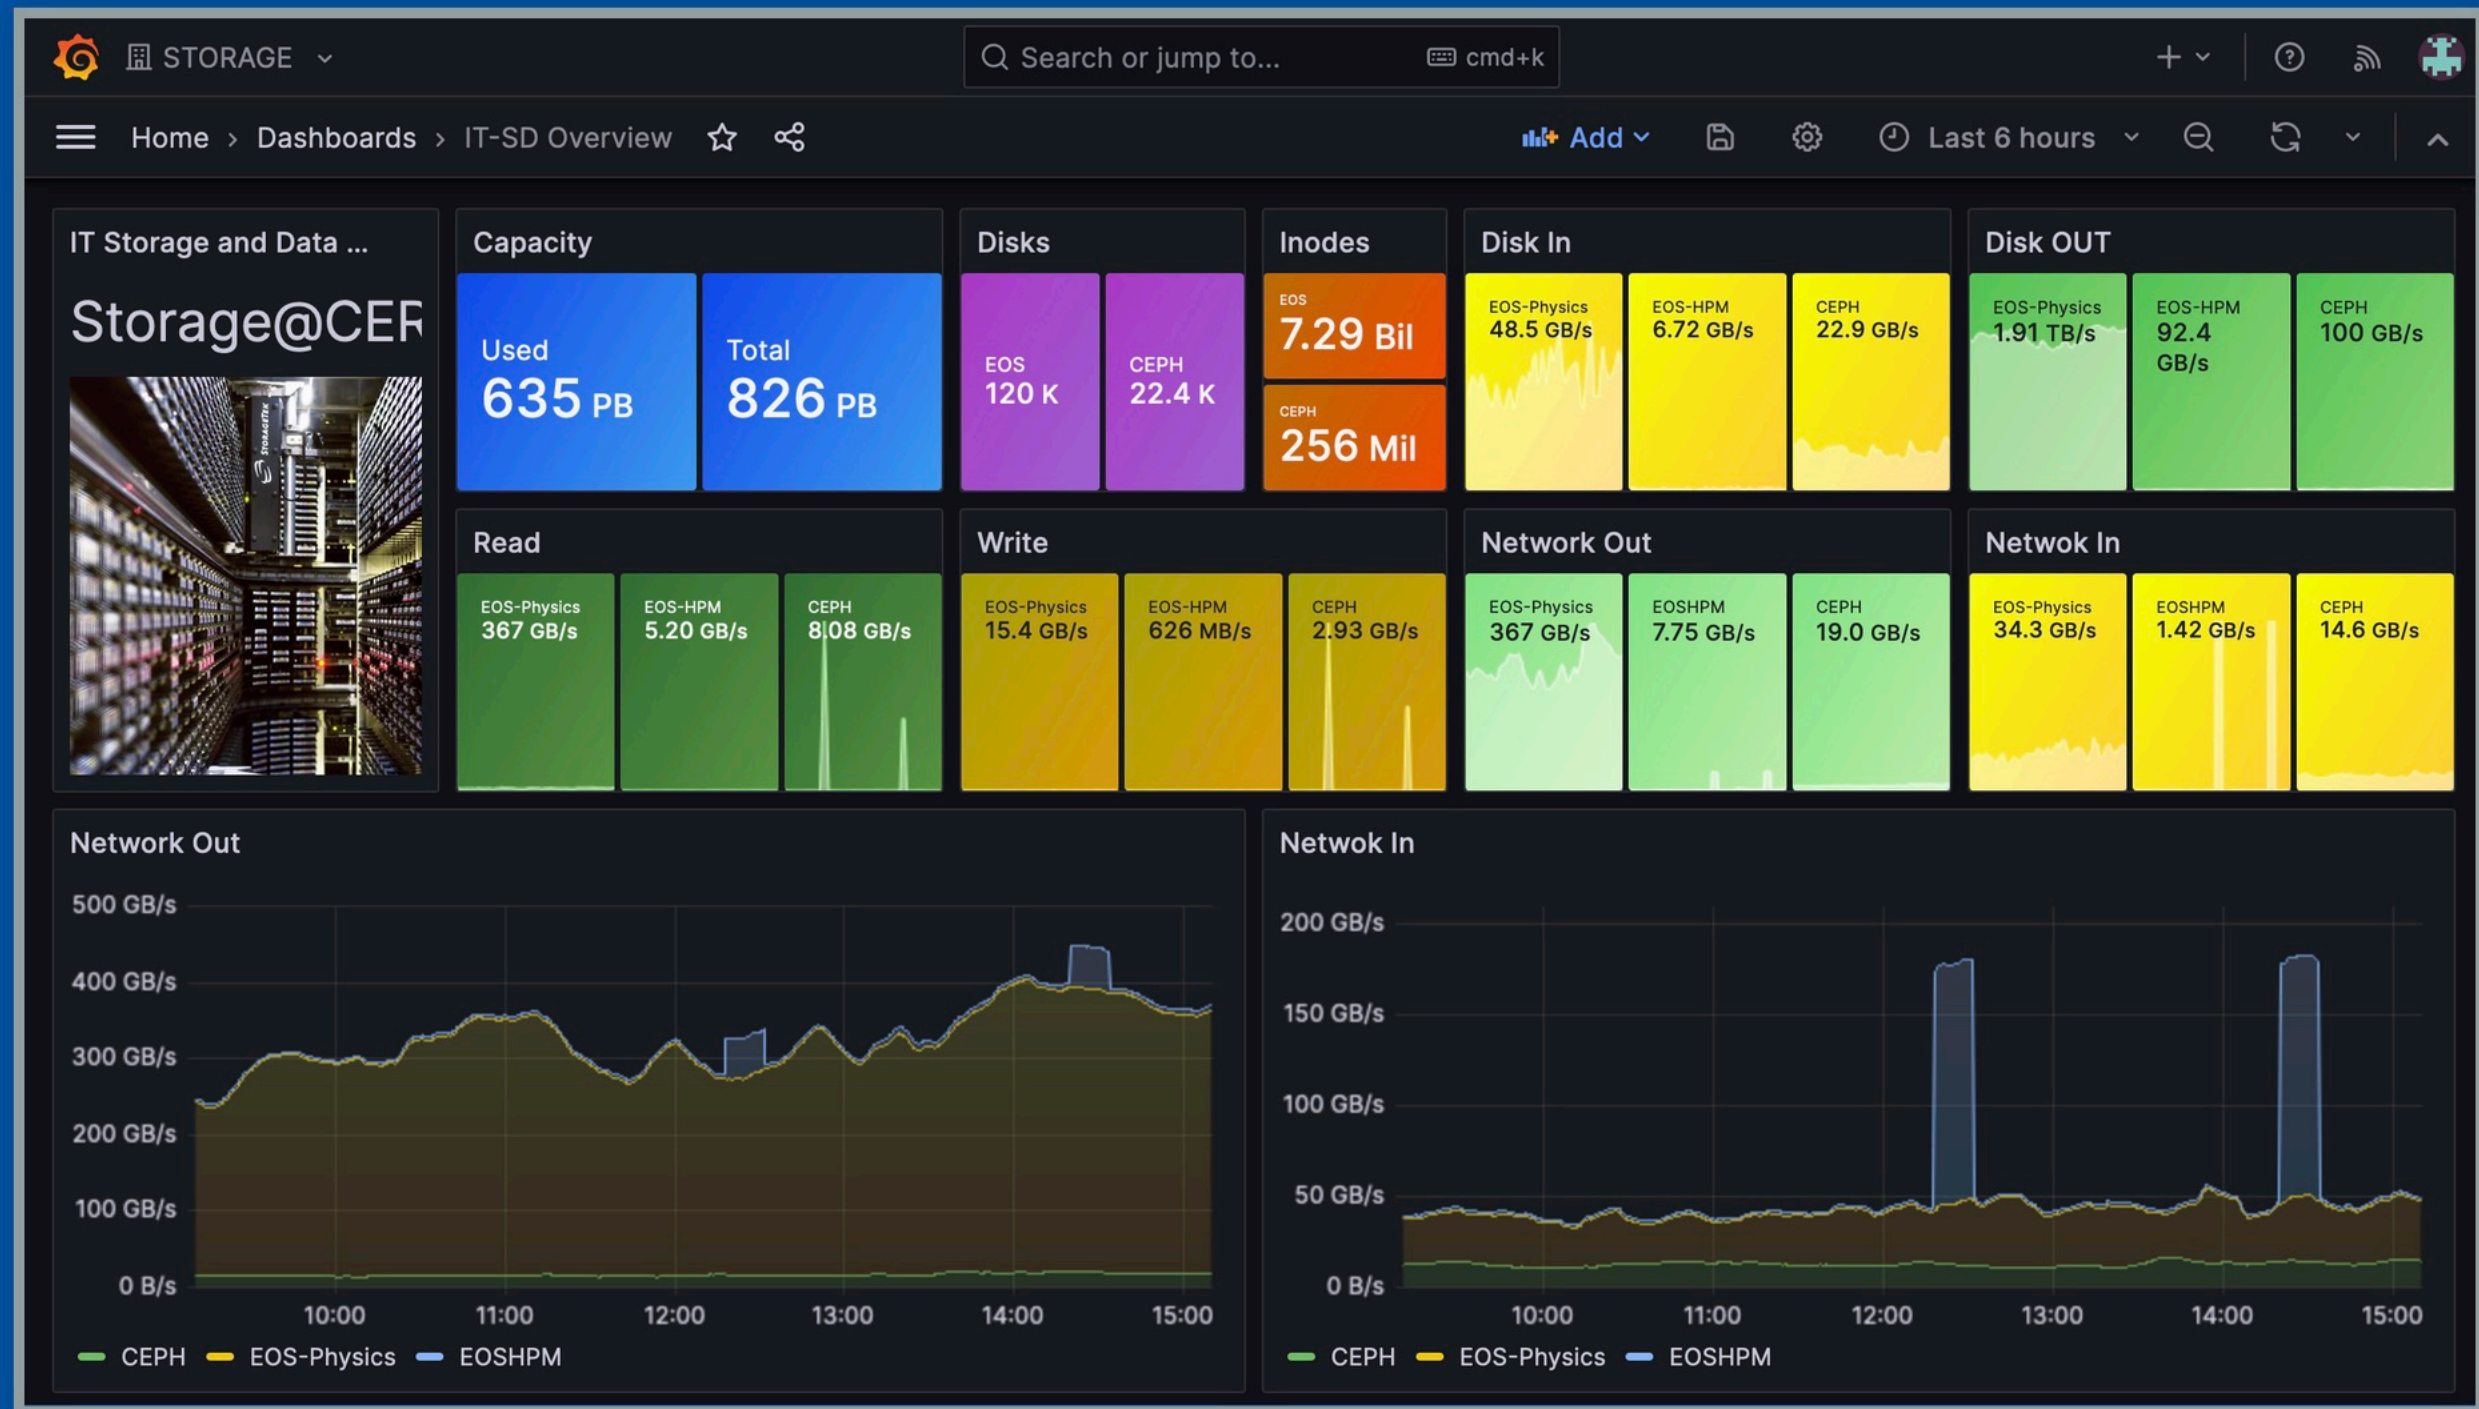 STORAGE
Search or jump to...
cmd+k
Home › Dashboards › IT-SD Overview
Add
Last 6 hours
IT Storage and Data ...
Storage@CER
STORAGETEK
Capacity
Used
635 PB
Total
826 PB
Disks
EOS
120 K
CEPH
22.4 K
Inodes
EOS
7.29 Bil
CEPH
256 Mil
Disk In
EOS-Physics
48.5 GB/s
EOS-HPM
6.72 GB/s
CEPH
22.9 GB/s
Disk OUT
EOS-Physics
1.91 TB/s
EOS-HPM
92.4
GB/s
CEPH
100 GB/s
Read
EOS-Physics
367 GB/s
EOS-HPM
5.20 GB/s
CEPH
8.08 GB/s
Write
EOS-Physics
15.4 GB/s
EOS-HPM
626 MB/s
CEPH
2.93 GB/s
Network Out
EOS-Physics
367 GB/s
EOSHPM
7.75 GB/s
CEPH
19.0 GB/s
Netwok In
EOS-Physics
34.3 GB/s
EOSHPM
1.42 GB/s
CEPH
14.6 GB/s
Network Out
500 GB/s
400 GB/s
300 GB/s
200 GB/s
100 GB/s
0 B/s
10:00 11:00 12:00 13:00 14:00 15:00
CEPH EOS-Physics EOSHPM
Netwok In
200 GB/s
150 GB/s
100 GB/s
50 GB/s
0 B/s
10:00 11:00 12:00 13:00 14:00 15:00
CEPH EOS-Physics EOSHPM